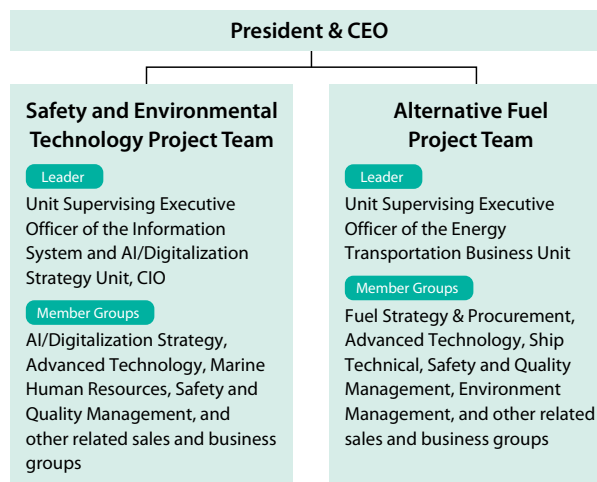 President & CEO
Safety and Environmental
Technology Project Team
Leader
Unit Supervising Executive
Officer of the Information
System and AI/Digitalization
Strategy Unit, CIO
Member Groups
AI/Digitalization Strategy,
Advanced Technology, Marine
Human Resources, Safety and
Quality Management, and
other related sales and business
groups
Alternative Fuel
Project Team
Leader
Unit Supervising Executive
Officer of the Energy
Transportation Business Unit
Member Groups
Fuel Strategy & Procurement,
Advanced Technology, Ship
Technical, Safety and Quality
Management, Environment
Management, and other related
sales and business groups